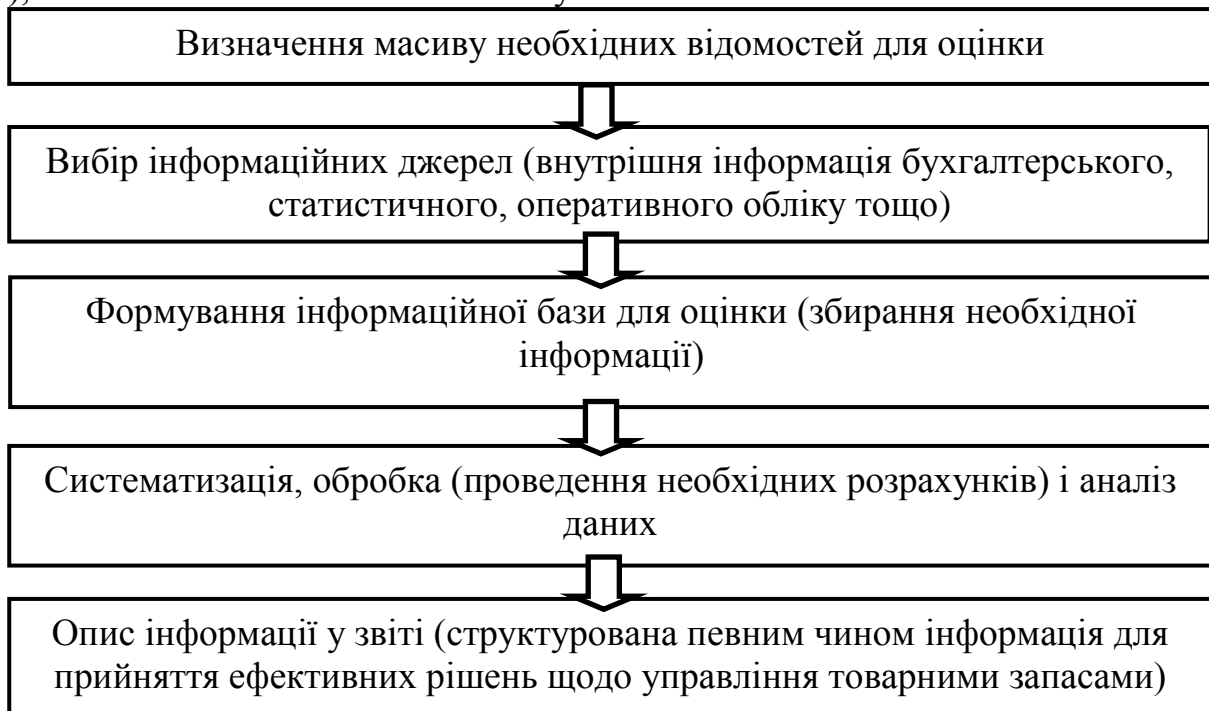 Визначення масиву необхідних відомостей для оцінки
Вибір інформаційних джерел (внутрішня інформація бухгалтерського,
статистичного, оперативного обліку тощо)
Формування інформаційної бази для оцінки (збирання необхідної
інформації)
Систематизація, обробка (проведення необхідних розрахунків) і аналіз
даних
Опис інформації у звіті (структурована певним чином інформація для
прийняття ефективних рішень щодо управління товарними запасами)